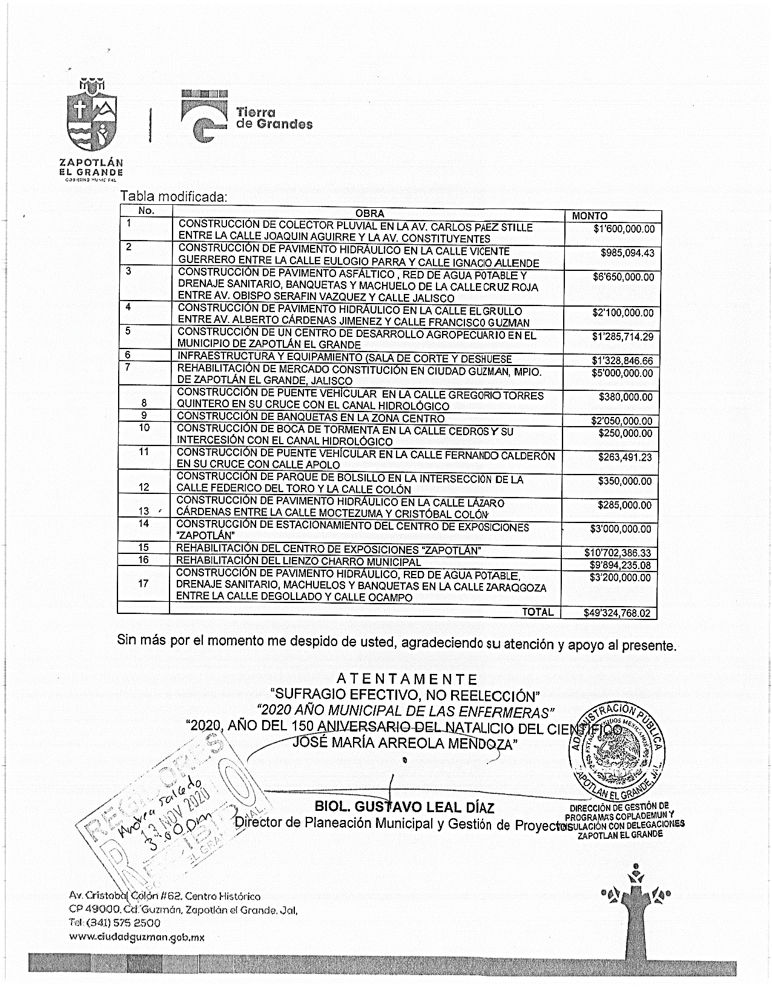 ZAPOTLÁN
EL GRANDE
GOBIERNO MUNICIPAL
Tierra
de Grandes
Tabla modificada:
No. OBRA MONTO
1 CONSTRUCCIÓN DE COLECTOR PLUVIAL EN LA AV. CARLOS PAEZ STILLE $1'600,000.00
ENTRE LA CALLE JOAQUIN AGUIRRE Y LA AV. CONSTITUYENTES
2 CONSTRUCCIÓN DE PAVIMENTO HIDRÁULICO EN LA CALLE VICENTE $985,094.43
GUERRERO ENTRE LA CALLE EULOGIO PARRA Y CALLE IGNACIO ALLENDE
3 CONSTRUCCIÓN DE PAVIMENTO ASFÁLTICO , RED DE AGUA POTABLE Y $6'650,000.00
DRENAJE SANITARIO, BANQUETAS Y MACHUELO DE LA CALLE CRUZ ROJA
ENTRE AV. OBISPO SERAFIN VAZQUEZ Y CALLE JALISCO
4 CONSTRUCCIÓN DE PAVIMENTO HIDRÁULICO EN LA CALLE EL GRULLO $2'100,000.00
ENTRE AV. ALBERTO CÁRDENAS JIMENEZ Y CALLE FRANCISCO GUZMAN
5 CONSTRUCCIÓN DE UN CENTRO DE DESARROLLO AGROPECUARIO EN EL $1'285,714.29
MUNICIPIO DE ZAPOTLÁN EL GRANDE
6 INFRAESTRUCTURA Y EQUIPAMIENTO (SALA DE CORTE Y DESHUESE $1'328,846.66
7 REHABILITACIÓN DE MERCADO CONSTITUCIÓN EN CIUDAD GUZMAN, MPIO. $5'000,000.00
DE ZAPOTLÁN EL GRANDE, JALISCO
CONSTRUCCIÓN DE PUENTE VEHÍCULAR EN LA CALLE GREGORIO TORRES $380,000.00
8 QUINTERO EN SU CRUCE CON EL CANAL HIDROLÓGICO
9 CONSTRUCCIÓN DE BANQUETAS EN LA ZONA CENTRO $2'050,000.00
10 CONSTRUCCIÓN DE BOCA DE TORMENTA EN LA CALLE CEDROS Y SU $250,000.00
INTERCESIÓN CON EL CANAL HIDROLÓGICO
11 CONSTRUCCIÓN DE PUENTE VEHÍCULAR EN LA CALLE FERNANDO CALDERÓN $263,491.23
EN SU CRUCE CON CALLE APOLO
CONSTRUCCIÓN DE PARQUE DE BOLSILLO EN LA INTERSECCIÓN DE LA $350,000.00
12 CALLE FEDERICO DEL TORO Y LA CALLE COLÓN
CONSTRUCCIÓN DE PAVIMENTO HIDRÁULICO EN LA CALLE LÁZARO $285,000.00
13 CÁRDENAS ENTRE LA CALLE MOCTEZUMA Y CRISTÓBAL COLÓN
14 CONSTRUCGIÓN DE ESTACIONAMIENTO DEL CENTRO DE EXPOSICIONES $3'000,000.00
"ZAPOTLÁN"
15 REHABILITACIÓN DEL CENTRO DE EXPOSICIONES "ZAPOTLÁN" $10'702,386.33
16 REHABILITACIÓN DEL LIENZO CHARRO MUNICIPAL $9'894,235.08
CONSTRUCCIÓN DE PAVIMENTO HIDRÁULICO, RED DE AGUA POTABLE, $3'200,000.00
17 DRENAJE SANITARIO, MACHUELOS Y BANQUETAS EN LA CALLE ZARAQGOZA
ENTRE LA CALLE DEGOLLADO Y CALLE OCAMPO
TOTAL $49'324,768.02
Sin más por el momento me despido de usted, agradeciendo su atención y apoyo al presente.
ATENTAMENTE
"SUFRAGIO EFECTIVO, NO REELECCIÓN"
"2020 AÑO MUNICIPAL DE LAS ENFERMERAS"
"2020, AÑO DEL 150 ANIVERSARIO DEL NATALICIO DEL CIENTÍFICO
JOSÉ MARÍA ARREOLA MENDOZA"
ADMINISTRACIÓN PÚBLICA
ESTADOS UNIDOS MEXICANOS
ZAPOTLAN EL GRANDE, JAL.
REGIDORES
Andrea Salcedo
13 NOV 2020
3:00pm
EL GRA
BIOL. GUSTAVO LEAL DÍAZ
Director de Planeación Municipal y Gestión de Proyectos
DIRECCIÓN DE GESTIÓN DE
PROGRAMAS COPLADEMUN Y
ULACIÓN CON DELEGACIONES
ZAPOTLAN EL GRANDE
Av. Cristobal Colón #62, Centro Histórico
CP 49000, Cd. Guzmán, Zapotlán el Grande, Jal,
Tel: (341) 575 2500
www.ciudadguzman.gob.mx